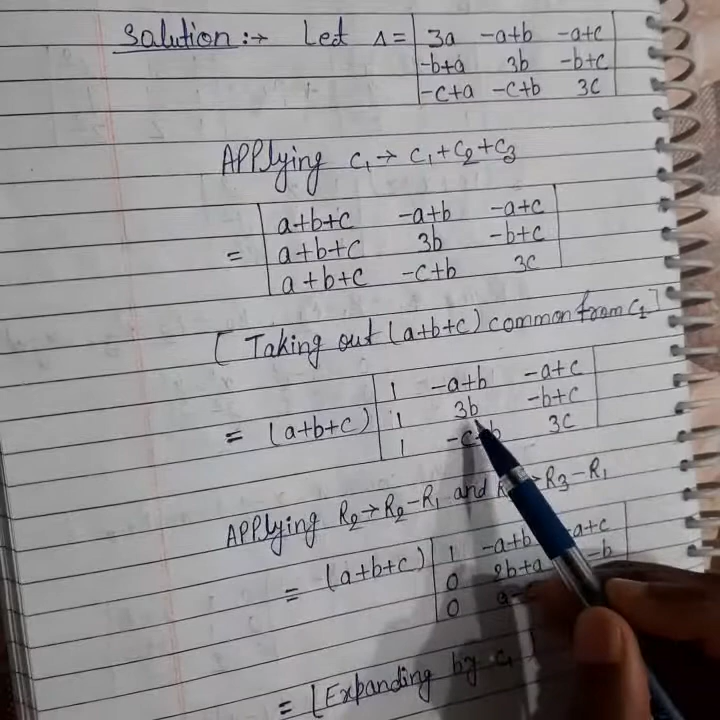 Solution :→ Let Δ = | 3a -a+b -a+c |
| -b+a 3b -b+c |
| -c+a -c+b 3c |
APPlying C₁ → C₁+C₂+C₃
| a+b+c -a+b -a+c |
= | a+b+c 3b -b+c |
| a+b+c -c+b 3c |
[ Taking out (a+b+c) common from C₁ ]
| 1 -a+b -a+c |
= (a+b+c) | 1 3b -b+c |
| 1 -c+b 3c |
APPlying R₂ → R₂-R₁ and R₃-R₁
= (a+b+c) | 1 -a+b -a+c |
| 0 2b+a -b |
| 0
= [Expanding by C₁]